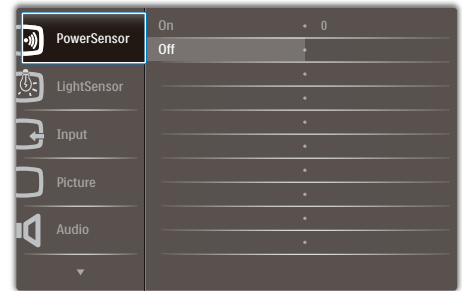 PowerSensor
LightSensor
Input
Picture
Audio
On 0
Off